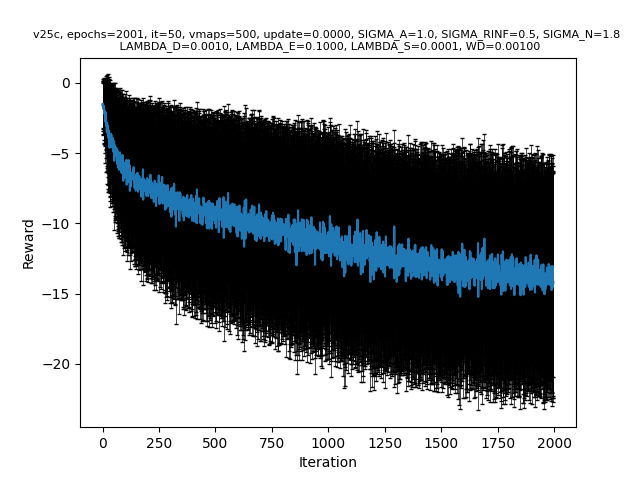 v25c, epochs=2001, it=50, vmaps=500, update=0.0000, SIGMA_A=1.0, SIGMA_RINF=0.5, SIGMA_N=1.8
LAMBDA_D=0.0010, LAMBDA_E=0.1000, LAMBDA_S=0.0001, WD=0.00100
0
−5
−10
−15
−20
Reward
0 250 500 750 1000 1250 1500 1750 2000
Iteration